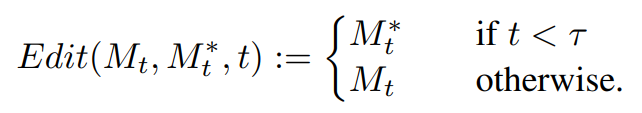 Edit(M_t, M_t^*, t) := { M_t^* if t < τ
M_t otherwise.